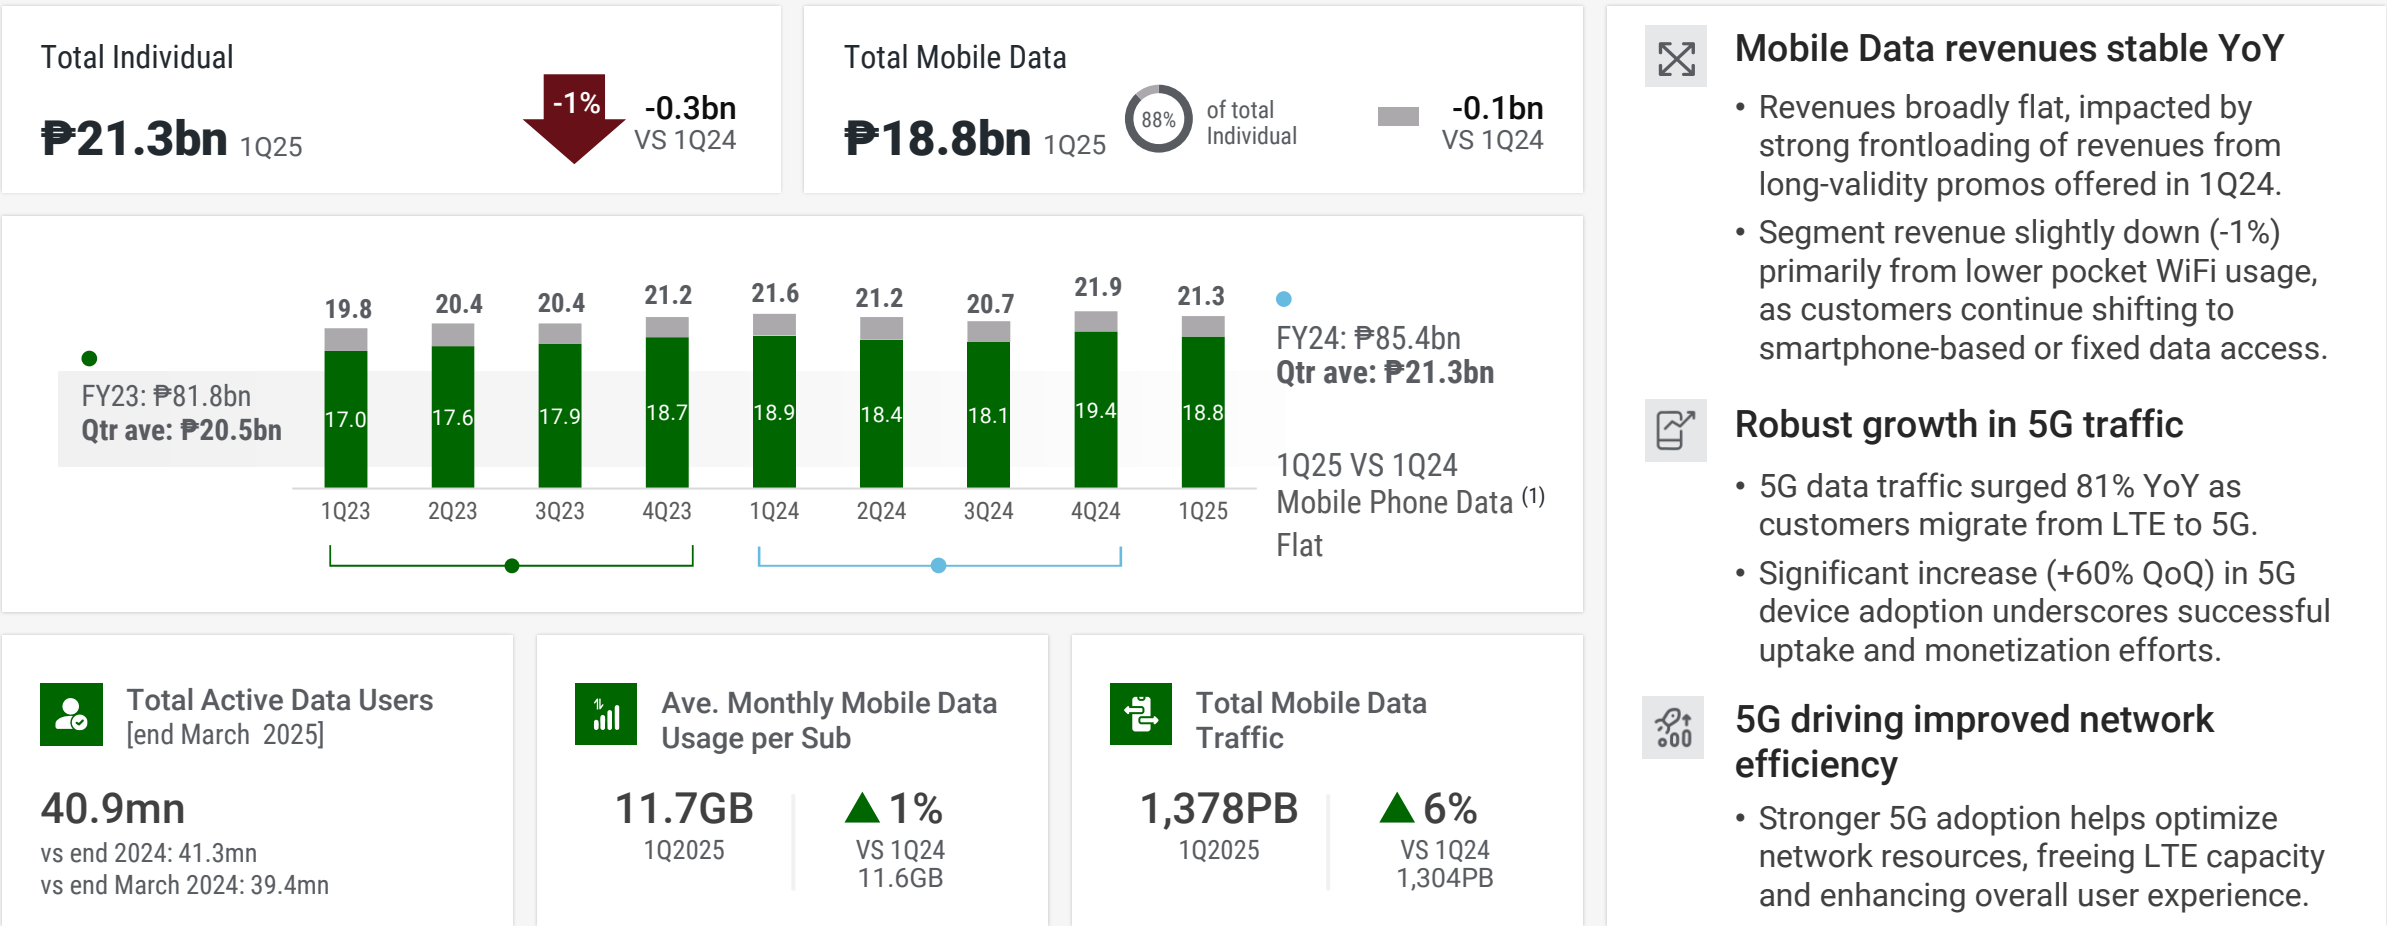 Total Individual
₱21.3bn 1Q25
-1%
-0.3bn
VS 1Q24
Total Mobile Data
₱18.8bn 1Q25
88%
of total
Individual
-0.1bn
VS 1Q24
FY23: ₱81.8bn
Qtr ave: ₱20.5bn
19.8
20.4
20.4
21.2
21.6
21.2
20.7
21.9
21.3
17.0
17.6
17.9
18.7
18.9
18.4
18.1
19.4
18.8
1Q23
2Q23
3Q23
4Q23
1Q24
2Q24
3Q24
4Q24
1Q25
FY24: ₱85.4bn
Qtr ave: ₱21.3bn
1Q25 VS 1Q24
Mobile Phone Data (1)
Flat
Total Active Data Users
[end March 2025]
40.9mn
vs end 2024: 41.3mn
vs end March 2024: 39.4mn
Ave. Monthly Mobile Data
Usage per Sub
11.7GB
1Q2025
1%
VS 1Q24
11.6GB
Total Mobile Data
Traffic
1,378PB
1Q2025
6%
VS 1Q24
1,304PB
Mobile Data revenues stable YoY
• Revenues broadly flat, impacted by
strong frontloading of revenues from
long-validity promos offered in 1Q24.
• Segment revenue slightly down (-1%)
primarily from lower pocket WiFi usage,
as customers continue shifting to
smartphone-based or fixed data access.
Robust growth in 5G traffic
• 5G data traffic surged 81% YoY as
customers migrate from LTE to 5G.
• Significant increase (+60% QoQ) in 5G
device adoption underscores successful
uptake and monetization efforts.
5G driving improved network
efficiency
• Stronger 5G adoption helps optimize
network resources, freeing LTE capacity
and enhancing overall user experience.